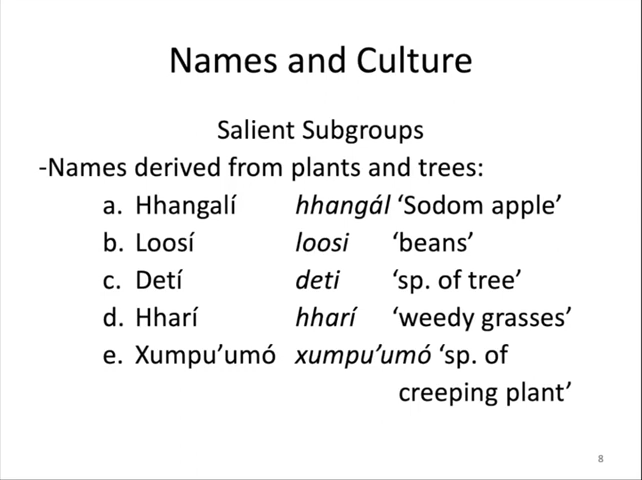 Names and Culture
Salient Subgroups
-Names derived from plants and trees:
a. Hhangalí hhangál ‘Sodom apple’
b. Loosí loosi ‘beans’
c. Detí deti ‘sp. of tree’
d. Hharí hharí ‘weedy grasses’
e. Xumpu’umó xumpu’umó ‘sp. of
creeping plant’
8